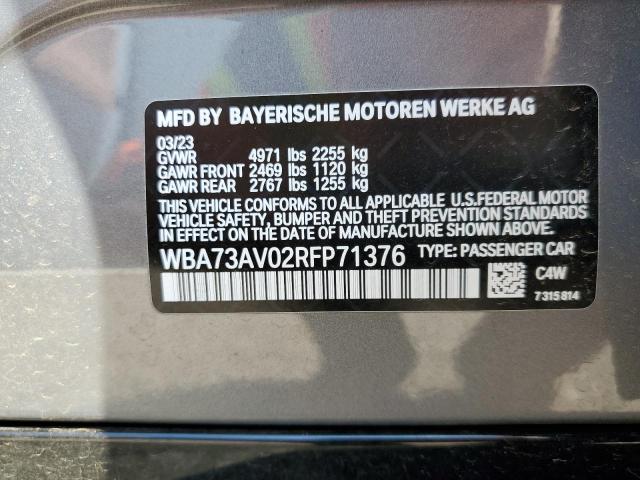 MFD BY BAYERISCHE MOTOREN WERKE AG
03/23
GVWR 4971 lbs 2255 kg
GAWR FRONT 2469 lbs 1120 kg
GAWR REAR 2767 lbs 1255 kg
THIS VEHICLE CONFORMS TO ALL APPLICABLE U.S.FEDERAL MOTOR
VEHICLE SAFETY, BUMPER AND THEFT PREVENTION STANDARDS
IN EFFECT ON THE DATE OF MANUFACTURE SHOWN ABOVE.
WBA73AV02RFP71376 TYPE: PASSENGER CAR
C4W
7315814